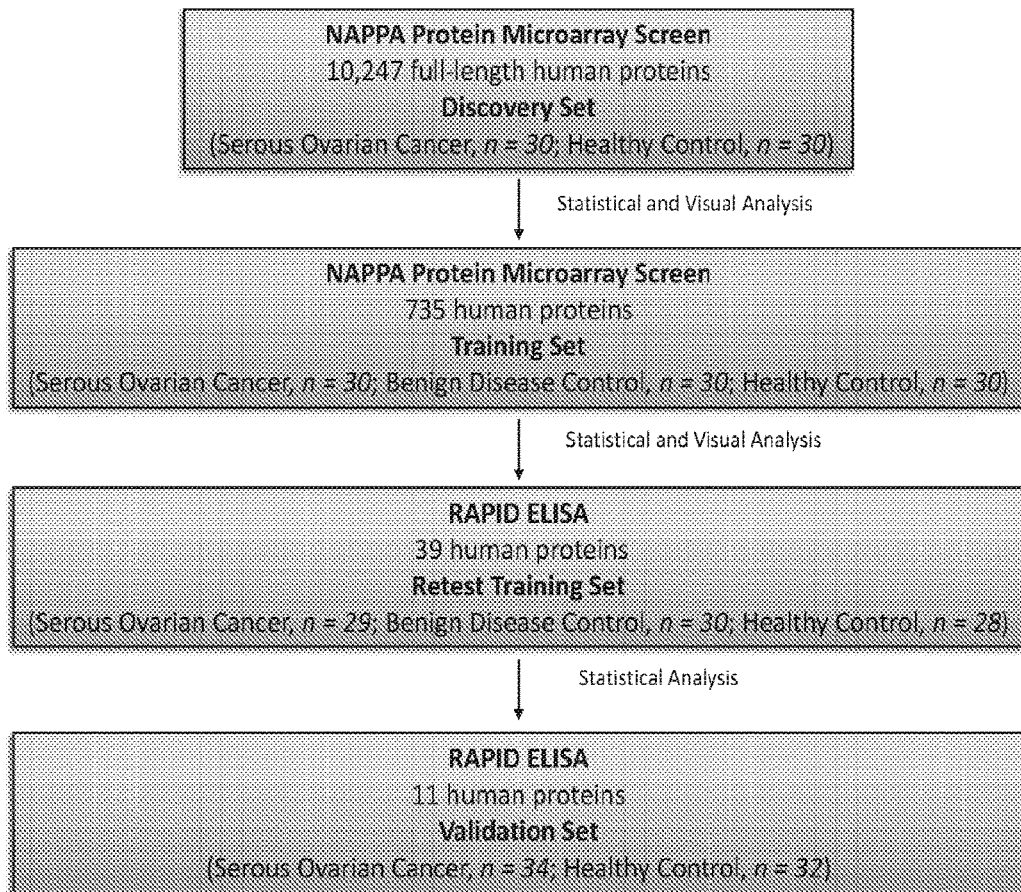 NAPPA Protein Microarray Screen
10,247 full-length human proteins
Discovery Set
(Serous Ovarian Cancer, n = 30; Healthy Control, n = 30)
Statistical and Visual Analysis
NAPPA Protein Microarray Screen
735 human proteins
Training Set
(Serous Ovarian Cancer, n = 30; Benign Disease Control, n = 30; Healthy Control, n = 30)
Statistical and Visual Analysis
RAPID ELISA
39 human proteins
Retest Training Set
(Serous Ovarian Cancer, n = 29; Benign Disease Control, n = 30; Healthy Control, n = 28)
Statistical Analysis
RAPID ELISA
11 human proteins
Validation Set
(Serous Ovarian Cancer, n = 34; Healthy Control, n = 32)